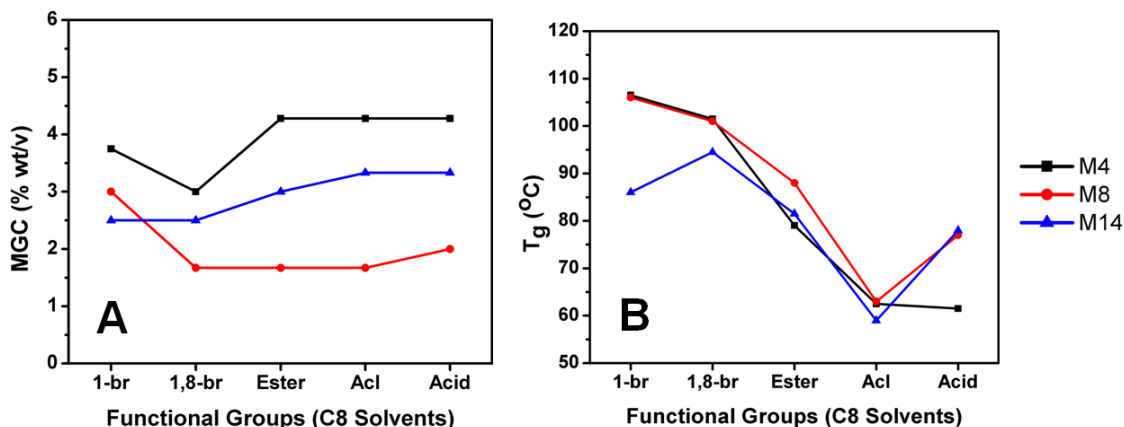 6
5
4
3
2
1
0
MGC (% wt/v)
A
1-br
1,8-br
Ester
Acl
Acid
Functional Groups (C8 Solvents)
120
110
100
90
80
70
60
50
Tg (°C)
B
1-br
1,8-br
Ester
Acl
Acid
Functional Groups (C8 Solvents)
M4
M8
M14